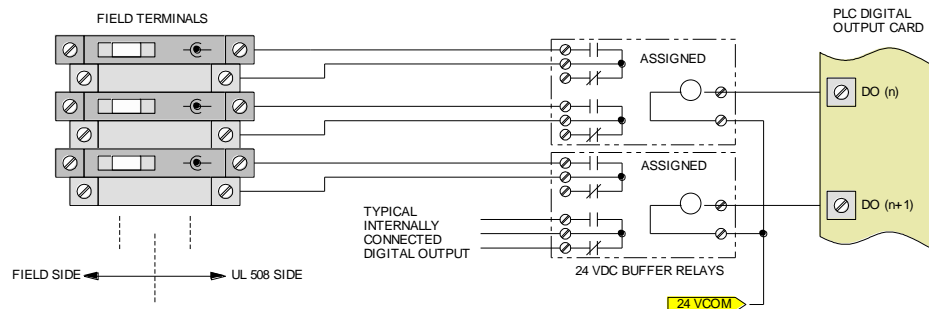 FIELD TERMINALS
PLC DIGITAL
OUTPUT CARD
ASSIGNED
DO (n)
ASSIGNED
DO (n+1)
TYPICAL
INTERNALLY
CONNECTED
DIGITAL OUTPUT
FIELD SIDE
UL 508 SIDE
24 VDC BUFFER RELAYS
24 VCOM